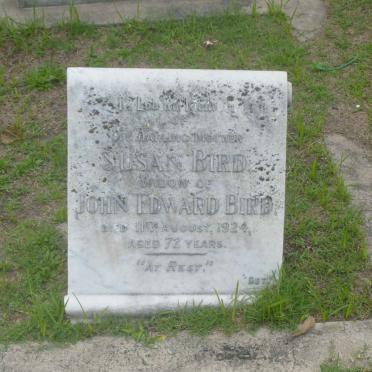 In Loving Memory
of
Our Darling Mother
SUSAN BIRD
WIDOW OF
JOHN EDWARD BIRD,
DIED 11TH AUGUST, 1924,
AGED 72 YEARS.
"AT REST."